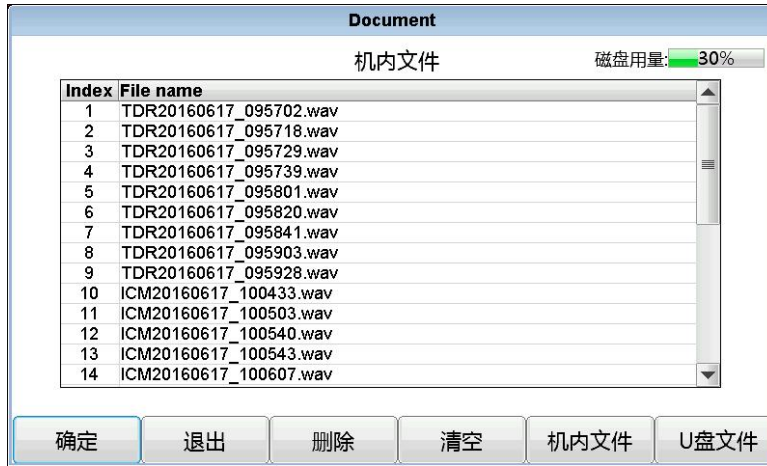 Document
机内文件 磁盘用量: 30%
Index File name
1 TDR20160617_095702.wav
2 TDR20160617_095718.wav
3 TDR20160617_095729.wav
4 TDR20160617_095739.wav
5 TDR20160617_095801.wav
6 TDR20160617_095820.wav
7 TDR20160617_095841.wav
8 TDR20160617_095903.wav
9 TDR20160617_095928.wav
10 ICM20160617_100433.wav
11 ICM20160617_100503.wav
12 ICM20160617_100540.wav
13 ICM20160617_100543.wav
14 ICM20160617_100607.wav
确定 退出 删除 清空 机内文件 U盘文件